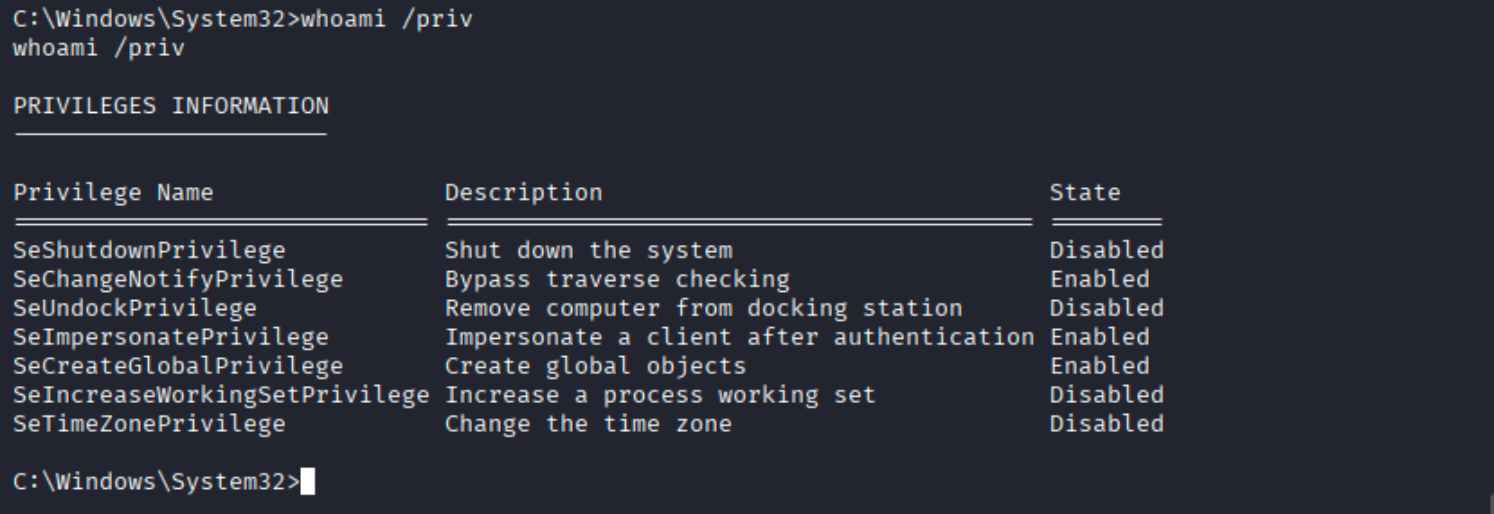 C:\Windows\System32>whoami /priv
whoami /priv
PRIVILEGES INFORMATION
Privilege Name Description State
SeShutdownPrivilege Shut down the system Disabled
SeChangeNotifyPrivilege Bypass traverse checking Enabled
SeUndockPrivilege Remove computer from docking station Disabled
SeImpersonatePrivilege Impersonate a client after authentication Enabled
SeCreateGlobalPrivilege Create global objects Enabled
SeIncreaseWorkingSetPrivilege Increase a process working set Disabled
SeTimeZonePrivilege Change the time zone Disabled
C:\Windows\System32>